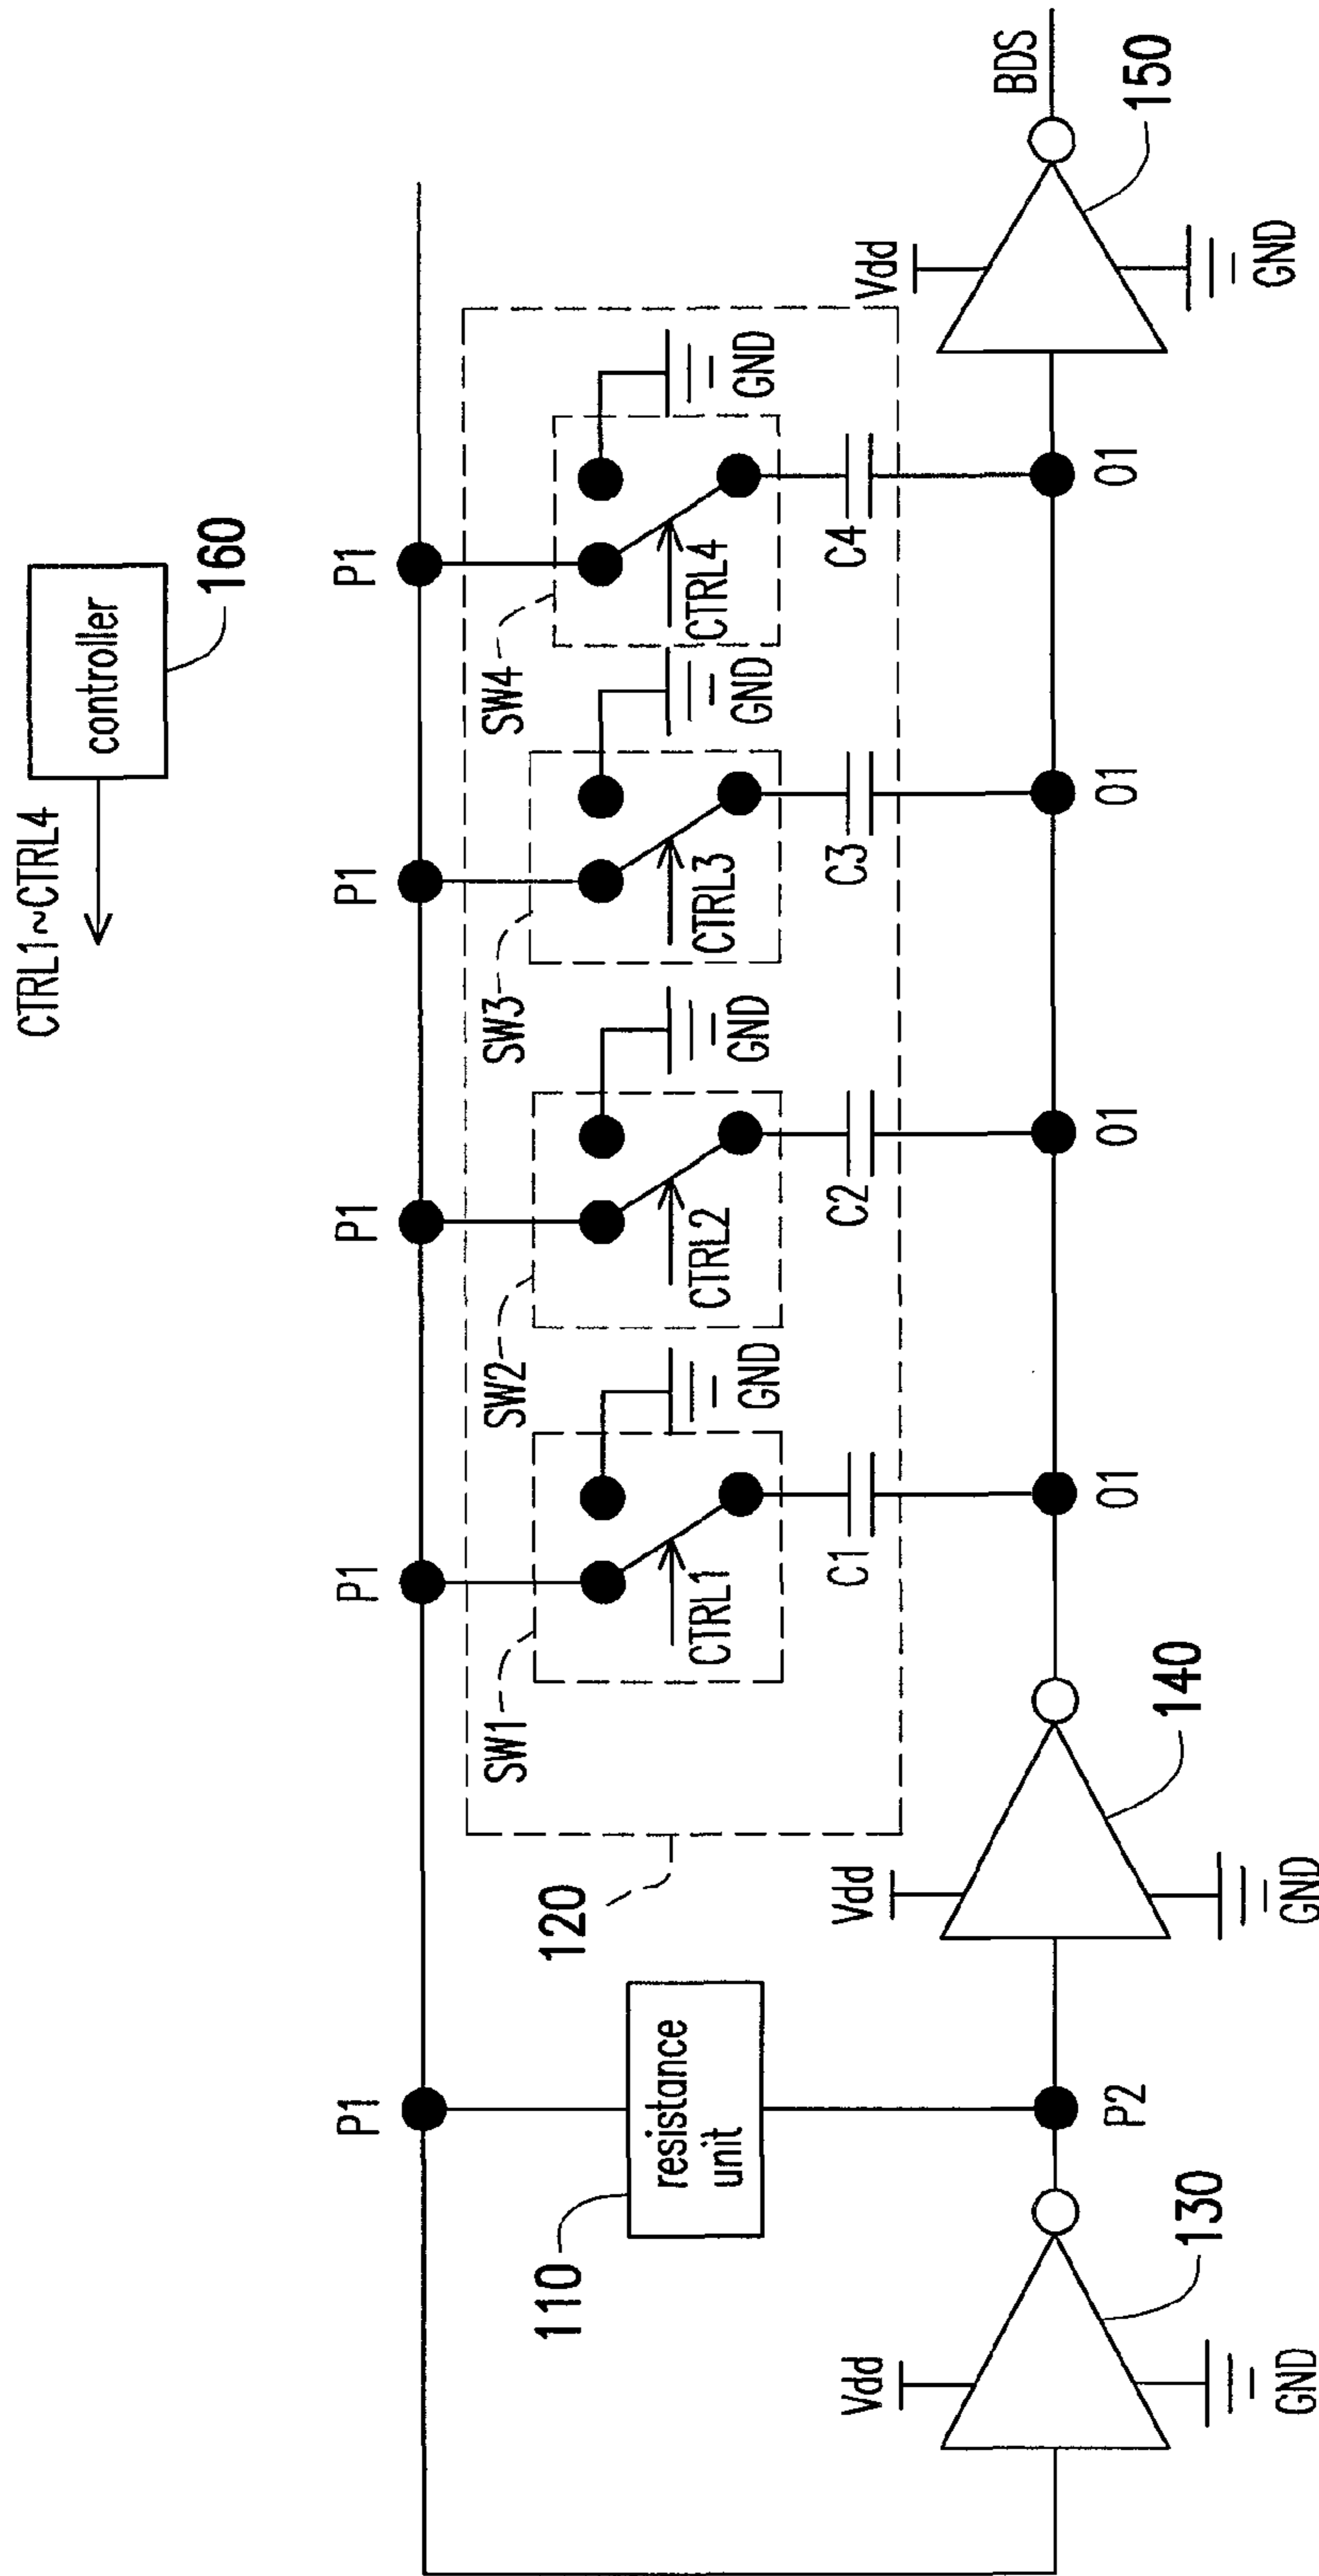 CTRL1~CTRL4
controller
160
P1
P1
P1
P1
P1
SW1
SW2
SW3
SW4
GND
GND
GND
GND
CTRL1
CTRL2
CTRL3
CTRL4
120
110
resistance
unit
C1
C2
C3
C4
Vdd
Vdd
Vdd
BDS
130
140
150
P2
O1
O1
O1
O1
GND
GND
GND